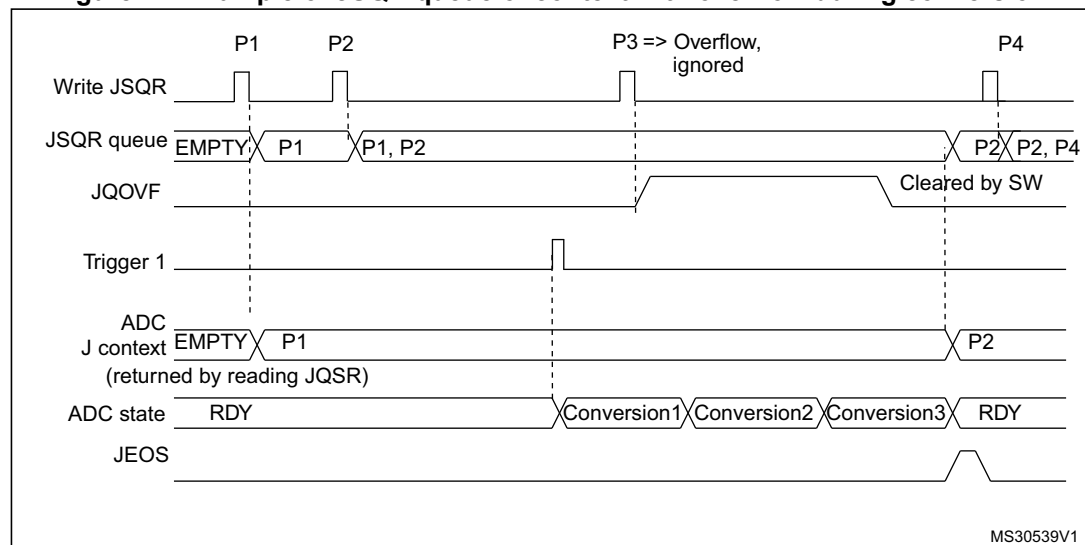 P1 P2 P3 => Overflow, P4
ignored
Write JSQR
JSQR queue EMPTY P1 P1, P2 P2 P2, P4
JQOVF Cleared by SW
Trigger 1
ADC
J context EMPTY P1 P2
(returned by reading JQSR)
ADC state RDY Conversion1 Conversion2 Conversion3 RDY
JEOS
MS30539V1